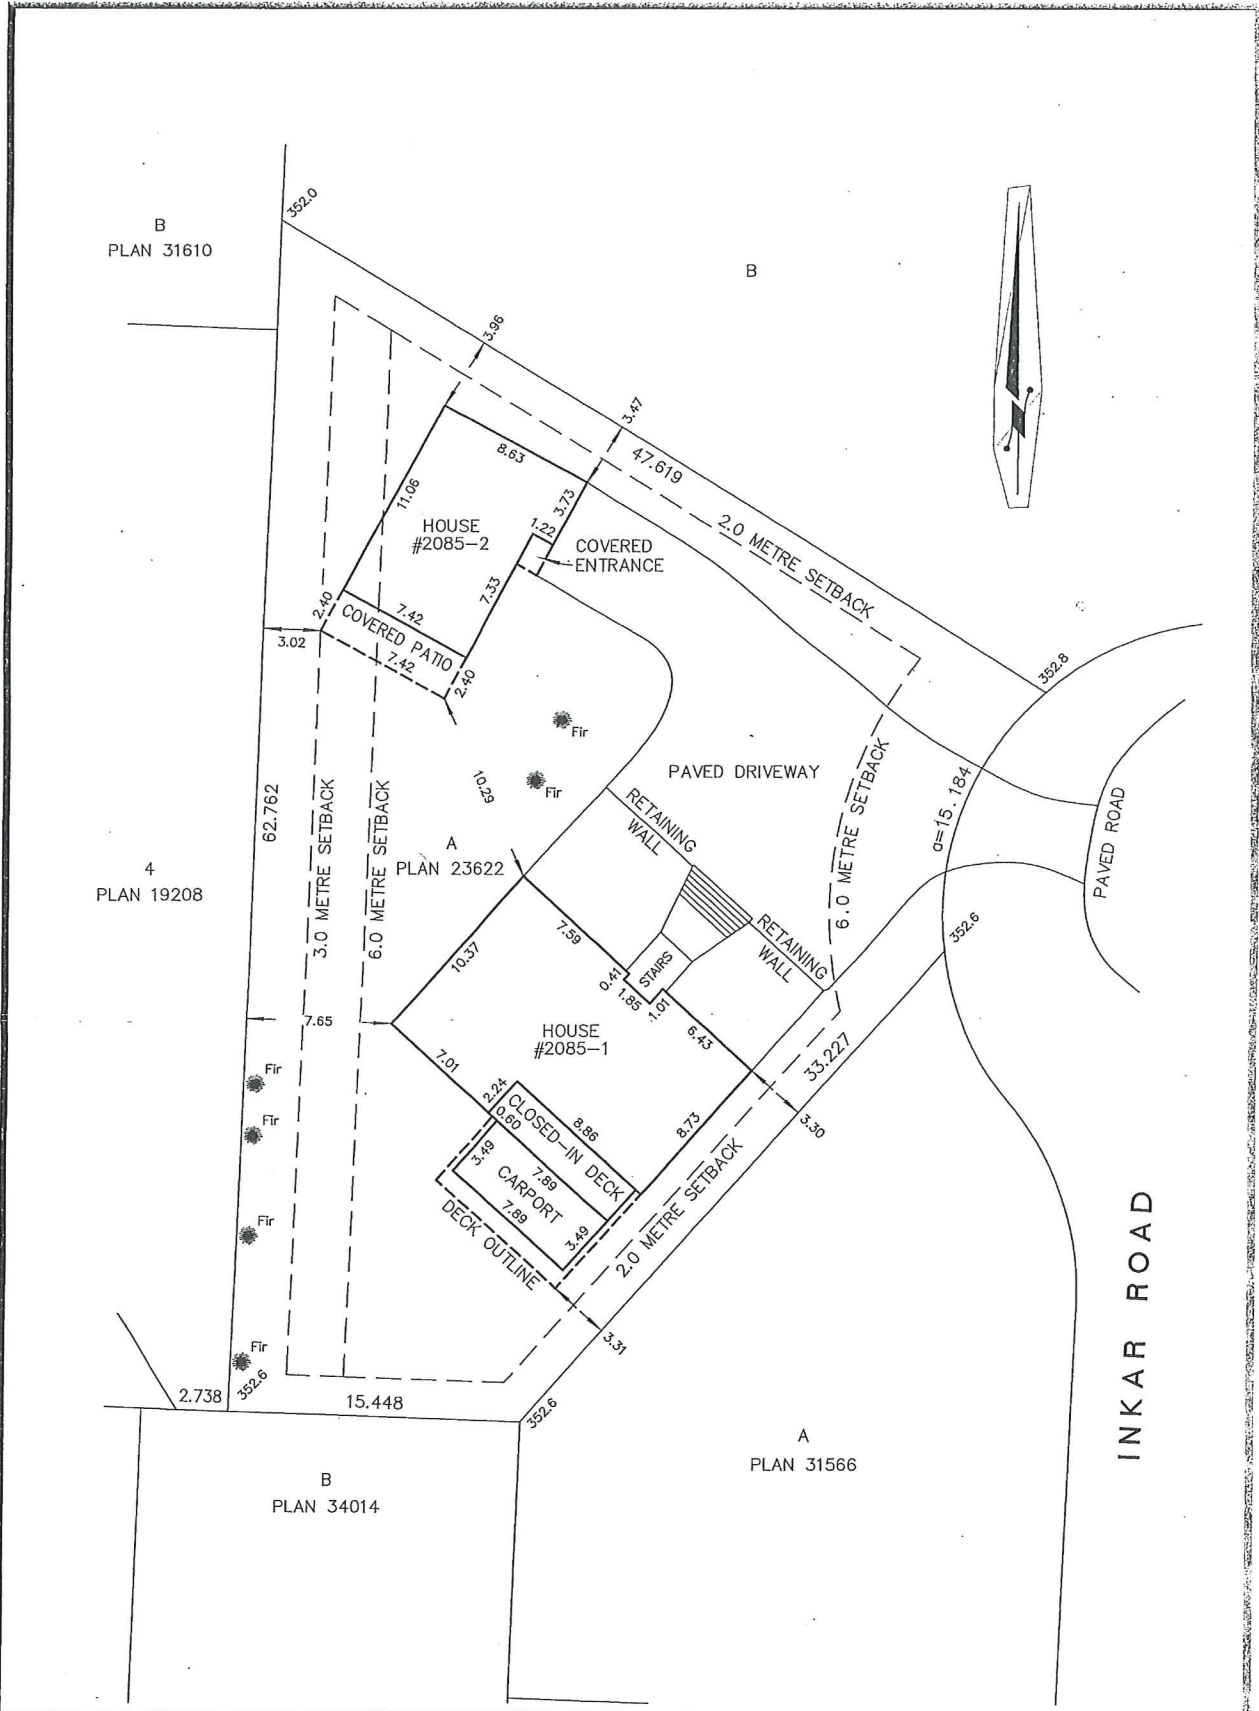 B
PLAN 31610
352.0
B
3.96
3.47
47.619
2.0 METRE SETBACK
8.63
11.06
3.73
HOUSE
#2085-2
1.22
COVERED
ENTRANCE
7.33
2.40
7.42
COVERED PATIO
7.42
2.40
3.02
352.8
Fir
Fir
PAVED DRIVEWAY
10.29
62.762
3.0 METRE SETBACK
6.0 METRE SETBACK
6.0 METRE SETBACK
a=15.184
PAVED ROAD
RETAINING
WALL
A
PLAN 23622
4
PLAN 19208
7.59
10.37
STAIRS
RETAINING
WALL
352.6
0.41
1.85
1.01
7.65
HOUSE
#2085-1
6.43
33.227
7.01
Fir
Fir
2.24
0.60
CLOSED-IN DECK
8.86
8.73
3.30
3.49
7.89
CARPORT
7.89
3.49
DECK OUTLINE
2.0 METRE SETBACK
Fir
3.31
Fir
INKAR ROAD
2.738
352.6
15.448
352.6
A
PLAN 31566
B
PLAN 34014